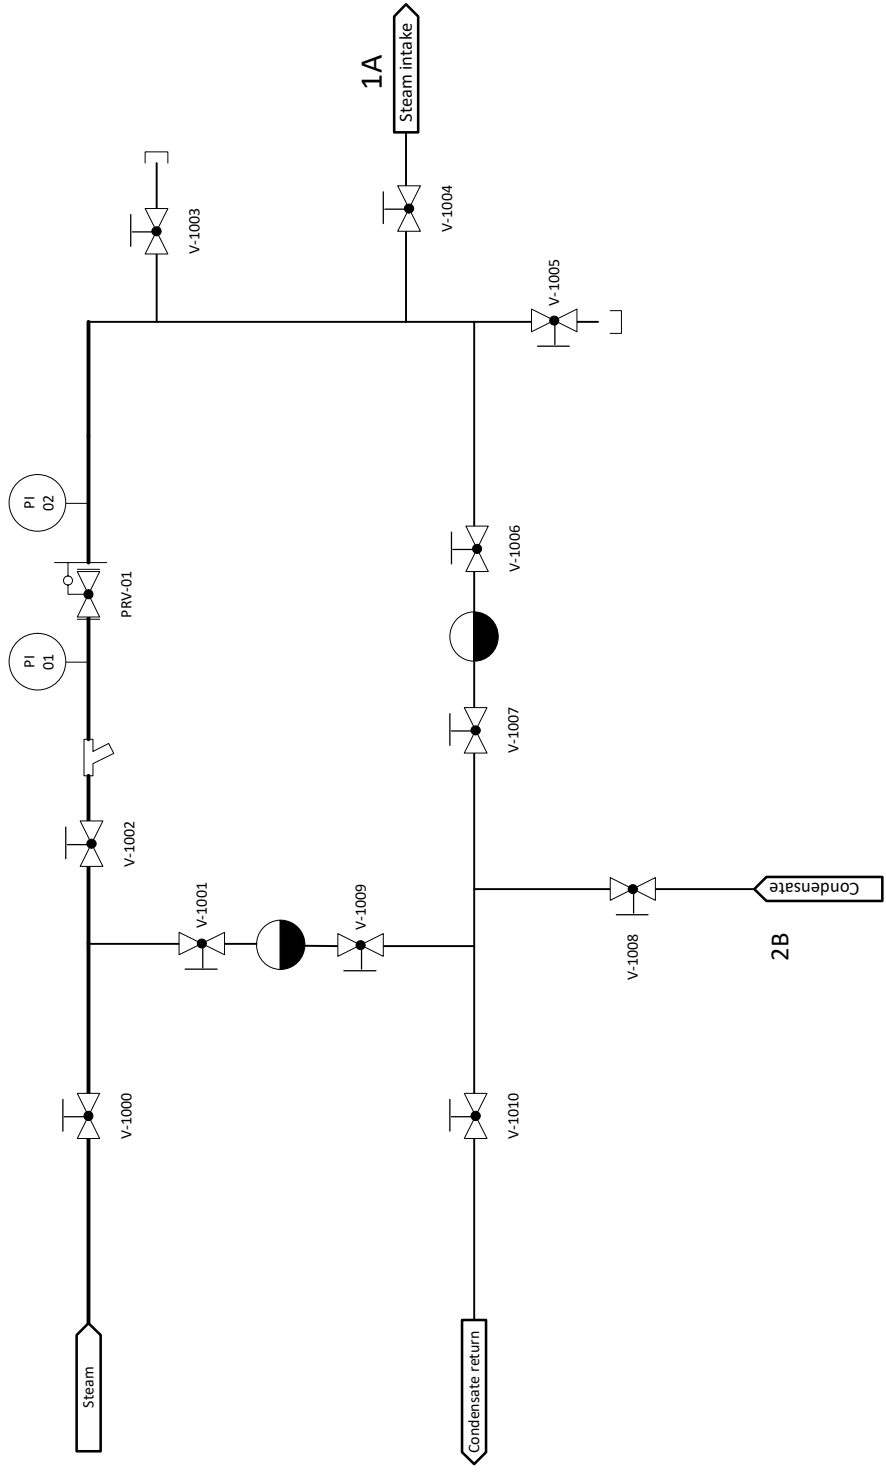 1A
Steam intake
V-1003
V-1004
V-1005
PI
02
PRV-01
PI
01
V-1006
V-1007
V-1002
V-1001
V-1009
V-1008
Condensate
2B
V-1000
V-1010
Steam
Condensate return